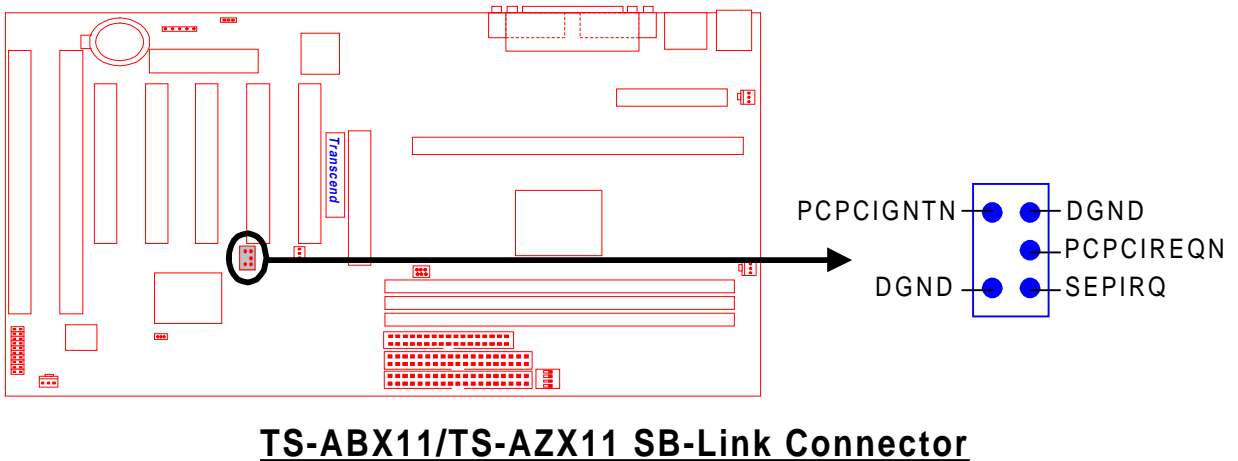 Transcend
PCPCIGNTN
DGND
PCPCIREQN
DGND
SEPIRQ
TS-ABX11/TS-AZX11 SB-Link Connector